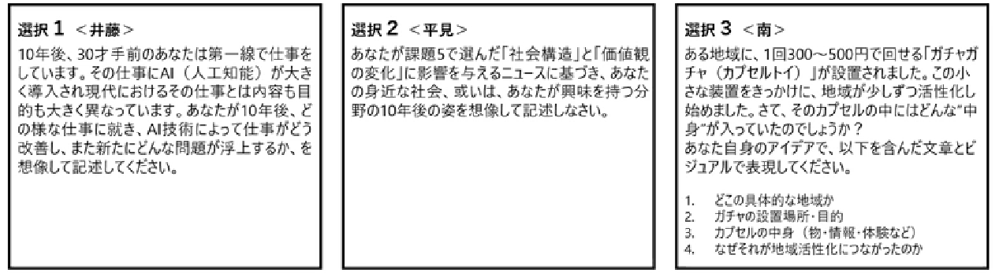 選択 1 ＜井藤＞
10年後、30才手前のあなたは第一線で仕事を
しています。その仕事にAI（人工知能）が大き
く導入され現代におけるその仕事とは内容も目
的も大きく異なっています。あなたが10年後、ど
の様な仕事に就き、AI技術によって仕事がどう
改善し、また新たにどんな問題が浮上するか、を
想像して記述してください。
選択 2 ＜平見＞
あなたが課題5で選んだ｢社会構造｣と｢価値観
の変化｣に影響を与えるニュースに基づき、あなた
の身近な社会、或いは、あなたが興味を持つ分
野の10年後の姿を想像して記述しなさい。
選択 3 ＜南＞
ある地域に、1回300～500円で回せる｢ガチャガ
チャ（カプセルトイ）｣が設置されました。この小
さな装置をきっかけに、地域が少しずつ活性化し
始めました。さて、そのカプセルの中にはどんな"中
身"が入っていたのでしょうか？
あなた自身のアイデアで、以下を含んだ文章とビ
ジュアルで表現してください。
1. どこの具体的な地域か
2. ガチャの設置場所・目的
3. カプセルの中身（物・情報・体験など）
4. なぜそれが地域活性化につながったのか